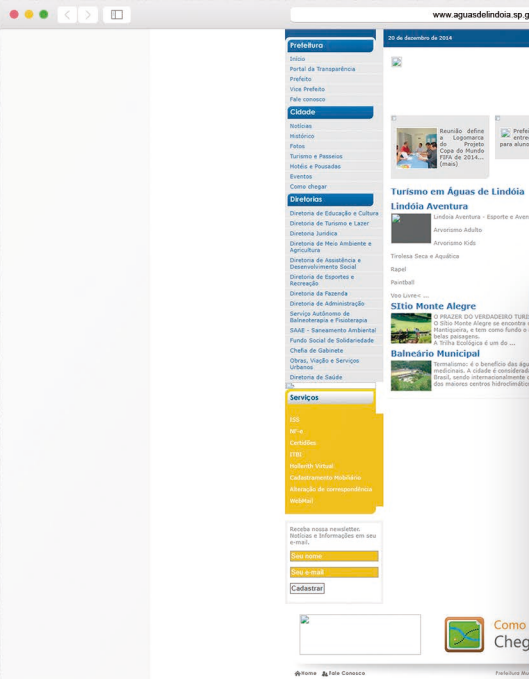 www.aguasdelindoia.sp.g
20 de dezembro de 2014
Prefeitura
Início
Portal da Transparência
Prefeito
Vice Prefeito
Fale conosco
Cidade
Notícias
Histórico
Fotos
Turismo e Passeios
Hotéis e Pousadas
Eventos
Como chegar
Diretorias
Diretoria de Educação e Cultura
Diretoria de Turismo e Lazer
Diretoria Jurídica
Diretoria de Meio Ambiente e
Agricultura
Diretoria de Assistência e
Desenvolvimento Social
Diretoria de Esportes e
Recreação
Diretoria da Fazenda
Diretoria de Administração
Serviço Autônomo de
Balneoterapia e Fisioterapia
SAAE - Saneamento Ambiental
Fundo Social de Solidariedade
Chefia de Gabinete
Obras, Viação e Serviços
Urbanos
Diretoria de Saúde
Serviços
ISS
NF-e
Certidões
ITBI
Hollerith Virtual
Cadastramento Mobiliário
Alteração de correspondência
WebMail
Receba nossa newsletter.
Notícias e Informações em seu
e-mail.
Seu nome
Seu e-mail
Cadastrar
Reunião define
a Logomarca
do Projeto
Copa do Mundo
FIFA de 2014...
(mais)
Prefei
entre
para aluno
Turismo em Águas de Lindóia
Lindóia Aventura
Lindoia Aventura - Esporte e Aven
Arvorismo Adulto
Arvorismo Kids
Tirolesa Seca e Aquática
Rapel
Paintball
Voo Livre< ...
Sítio Monte Alegre
O PRAZER DO VERDADEIRO TURI
O Sítio Monte Alegre se encontra
Mantiqueira, e tem como fundo o
belas paisagens.
A Trilha Ecológica é um do ...
Balneário Municipal
Termalismo: é o benefício das águ
medicinais. A cidade é considerad
Brasil, sendo internacionalmente
dos maiores centros hidroclimátic
Como
Cheg
Home Fale Conosco
Prefeitura Mu